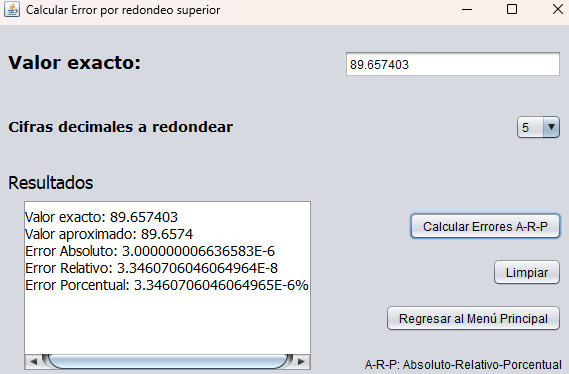 Calcular Error por redondeo superior
Valor exacto:
89.657403
Cifras decimales a redondear
5
Resultados
Valor exacto: 89.657403
Valor aproximado: 89.6574
Error Absoluto: 3.000000006636583E-6
Error Relativo: 3.3460706046064964E-8
Error Porcentual: 3.3460706046064965E-6%
Calcular Errores A-R-P
Limpiar
Regresar al Menú Principal
A-R-P: Absoluto-Relativo-Porcentual